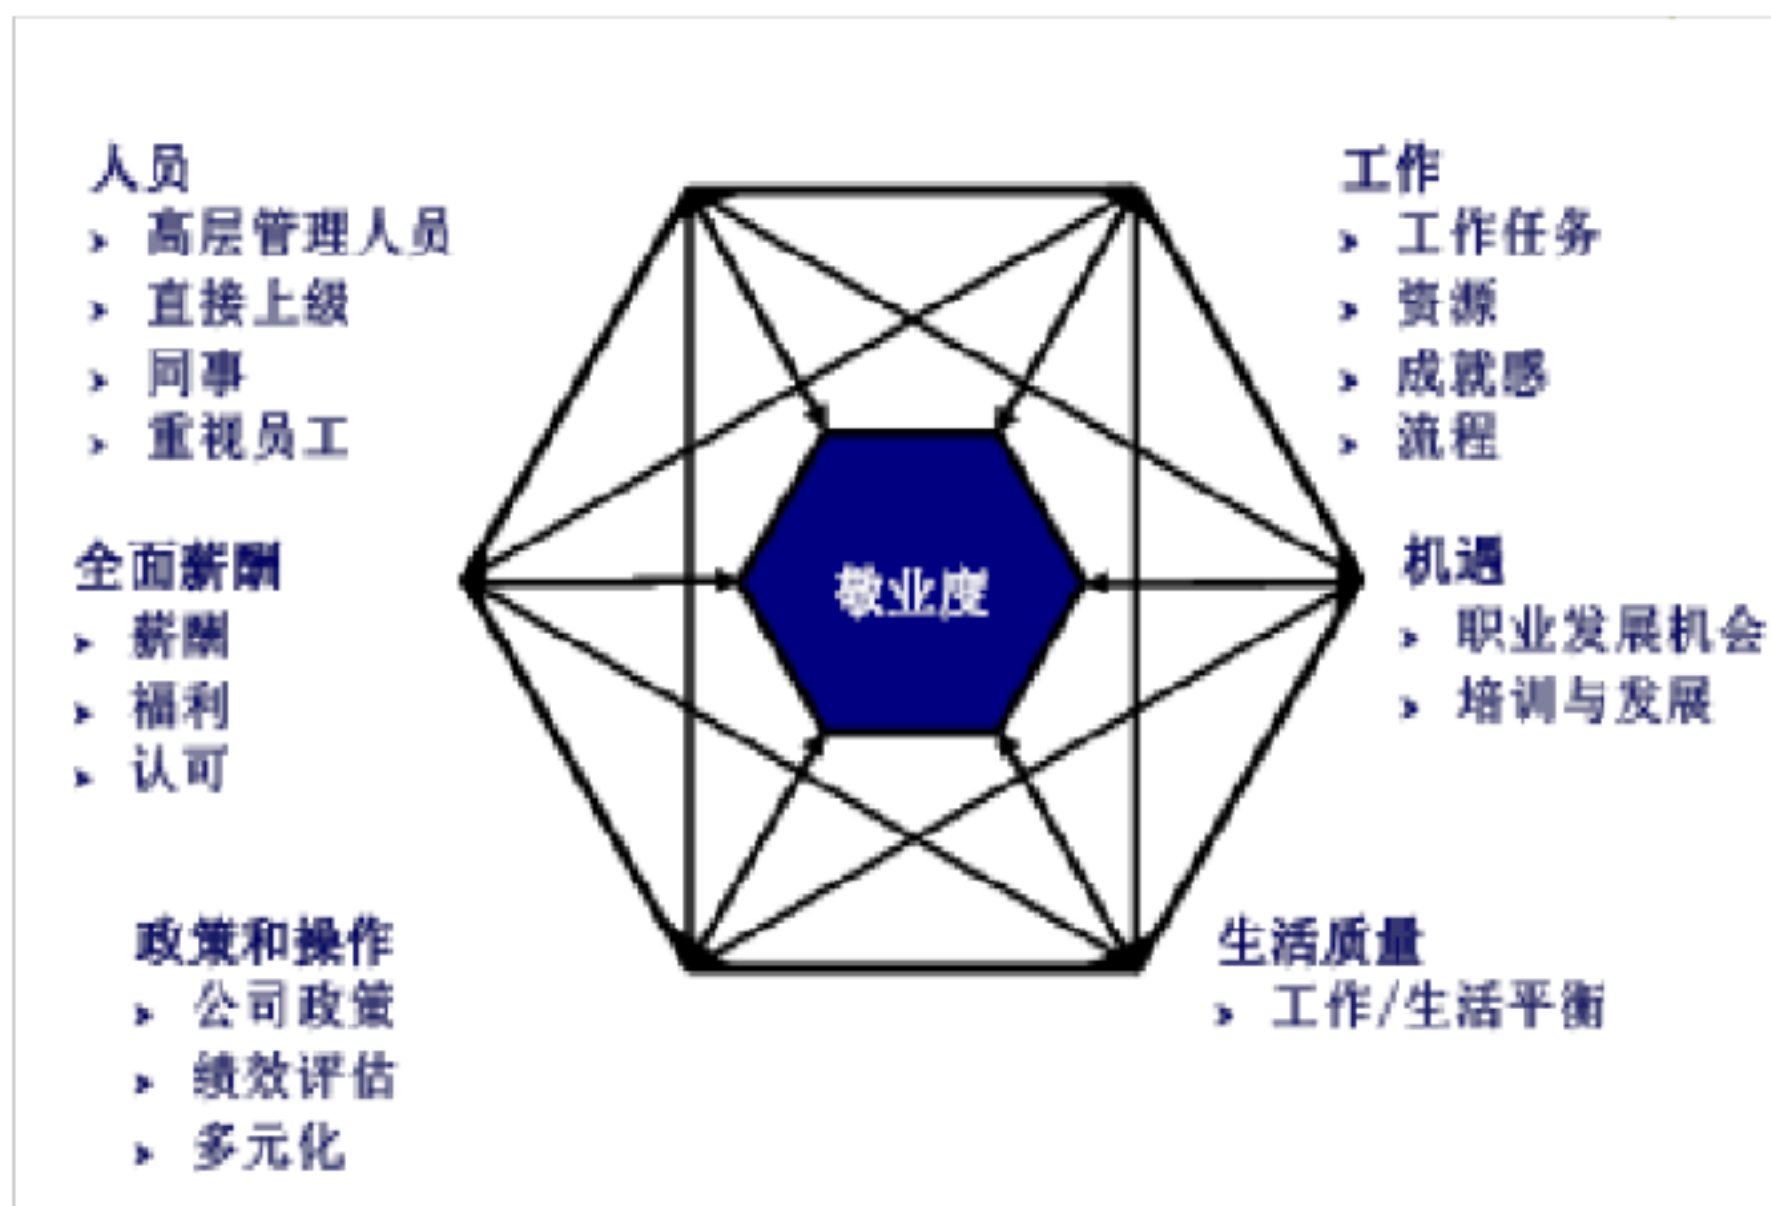 人员
高层管理人员
直接上级
同事
重视员工
工作
工作任务
资源
成就感
流程
全面薪酬
薪酬
福利
认可
敬业度
机遇
职业发展机会
培训与发展
政策和操作
公司政策
绩效评估
多元化
生活质量
工作/生活平衡